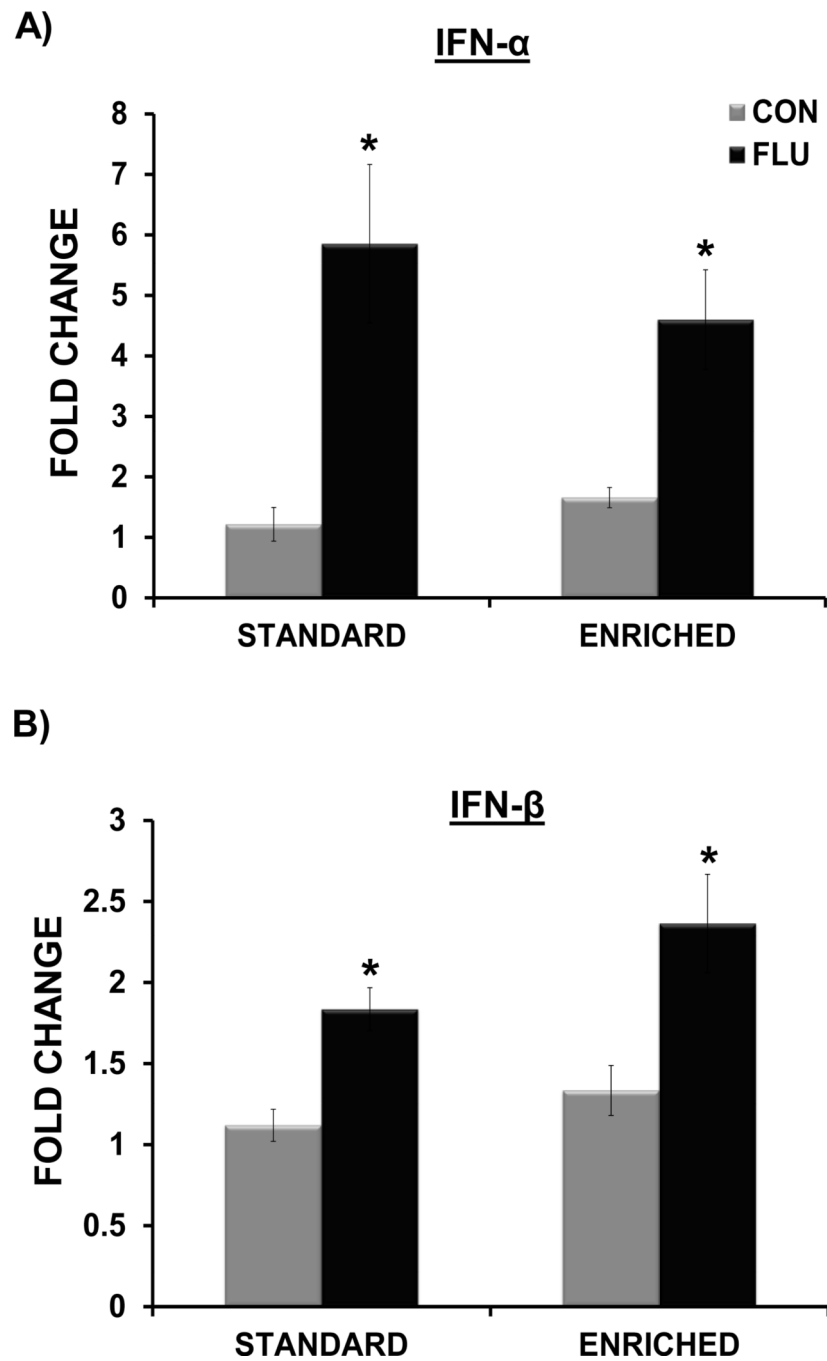 A)
IFN-α
CON
FLU
8
7
6
5
4
3
2
1
0
FOLD CHANGE
*
*
STANDARD
ENRICHED
B)
IFN-β
3
2.5
2
1.5
1
0.5
0
FOLD CHANGE
*
*
STANDARD
ENRICHED